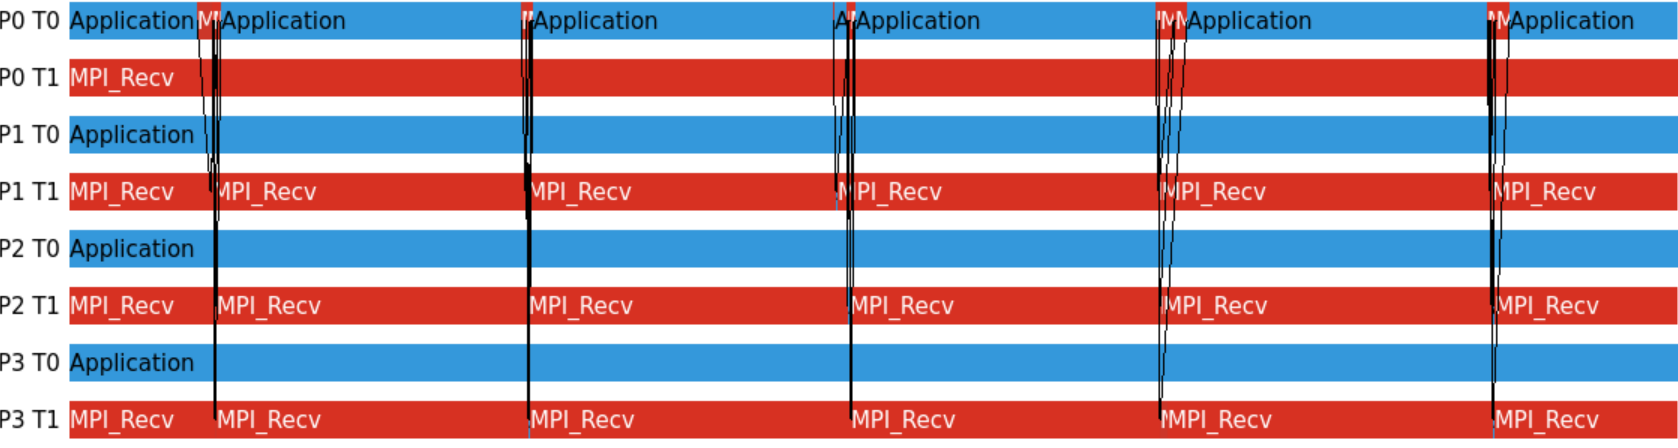 P0 T0 Application M Application Application A Application MM Application M Application
P0 T1 MPI_Recv
P1 T0 Application
P1 T1 MPI_Recv MPI_Recv MPI_Recv MPI_Recv MPI_Recv MPI_Recv
P2 T0 Application
P2 T1 MPI_Recv MPI_Recv MPI_Recv MPI_Recv MPI_Recv MPI_Recv
P3 T0 Application
P3 T1 MPI_Recv MPI_Recv MPI_Recv MPI_Recv MPI_Recv MPI_Recv